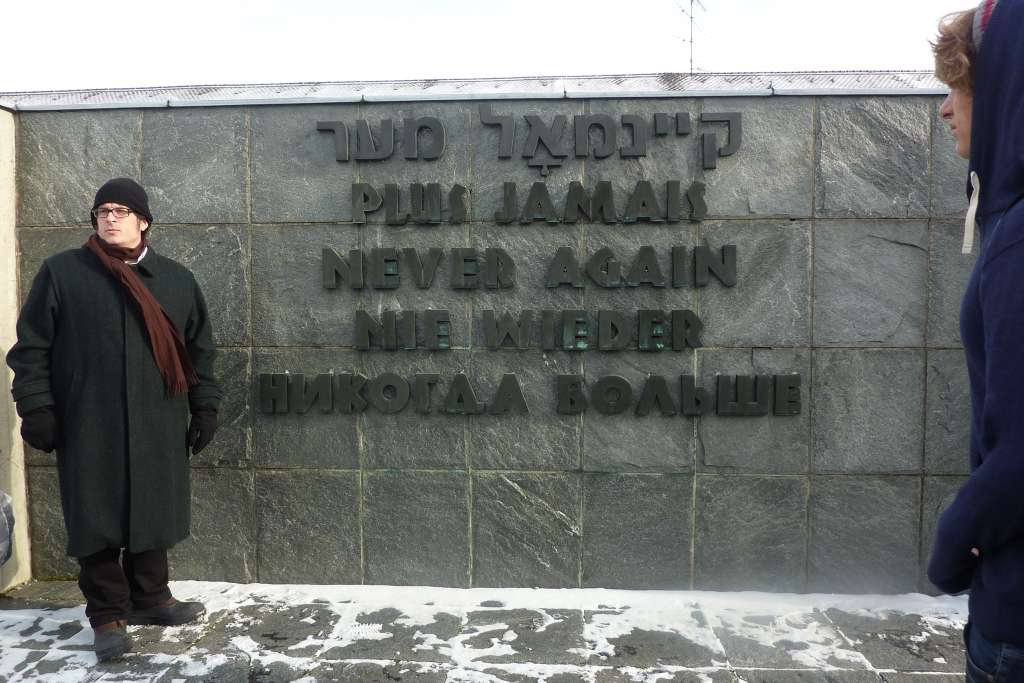 קיינמאָל מער
PLUS JAMAIS
NEVER AGAIN
NIE WIEDER
НИКОГДА БОЛЬШЕ